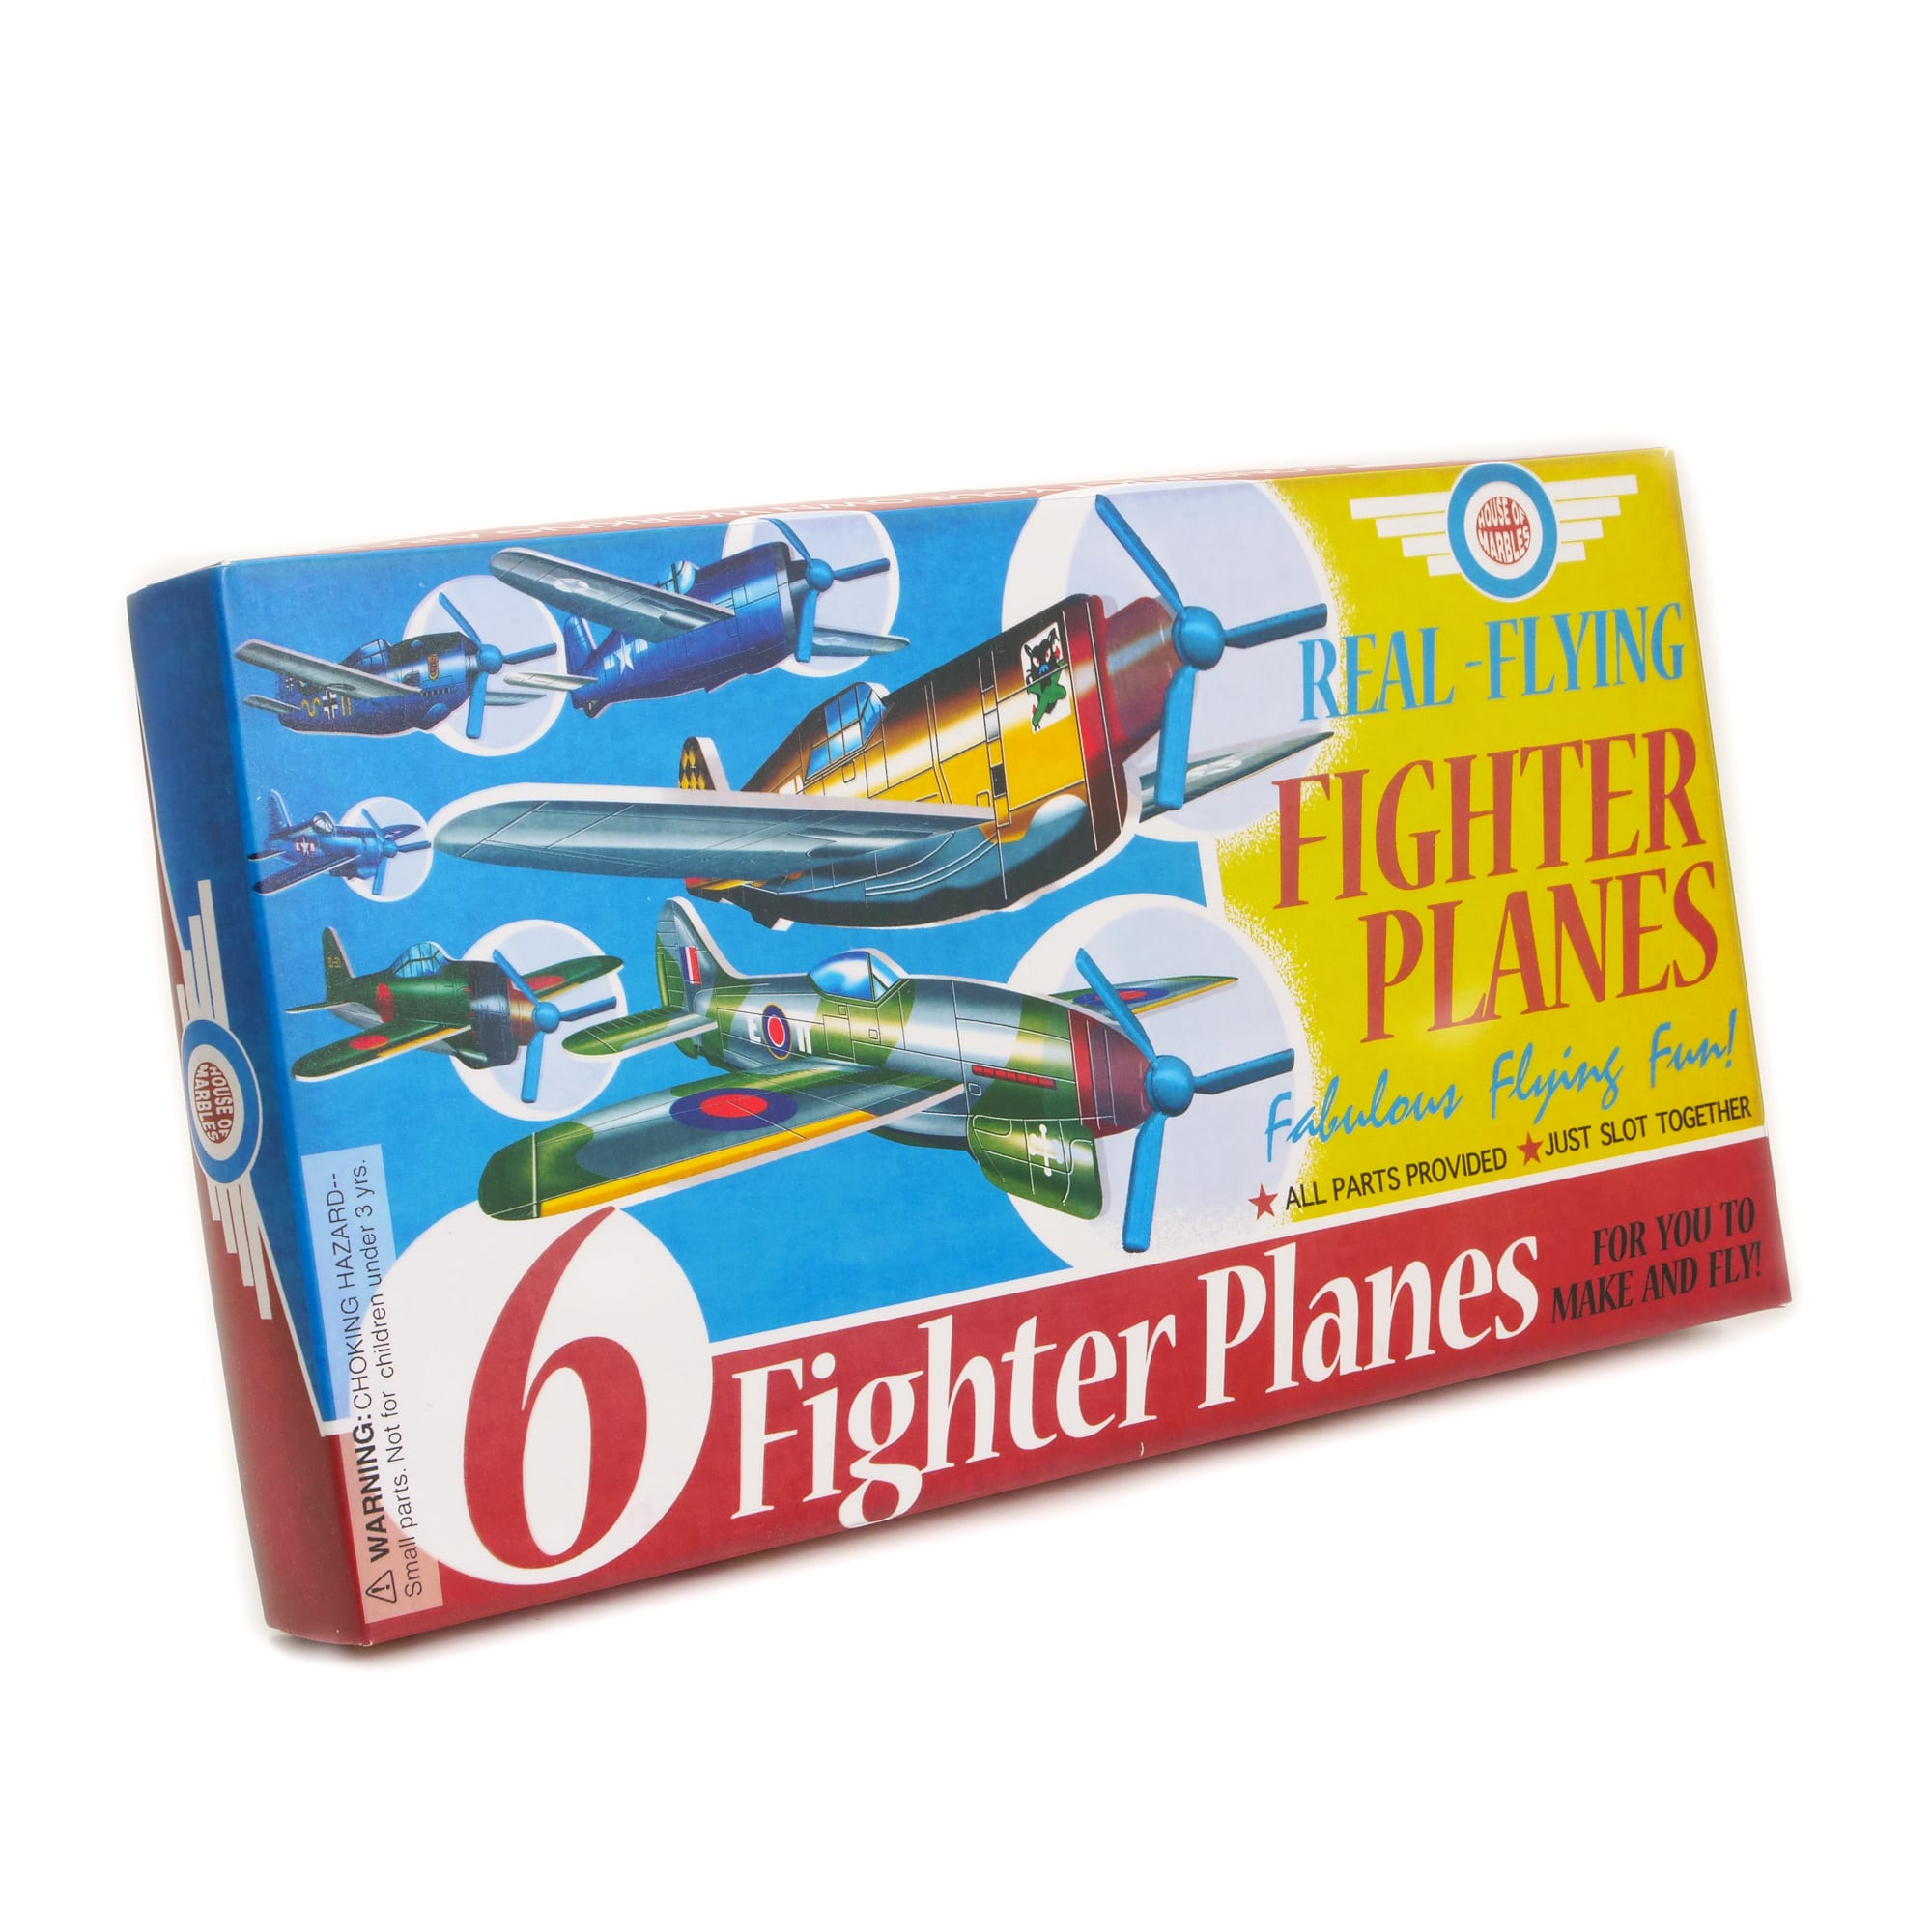 HOUSE OF
MARBLES
REAL-FLYING
FIGHTER
PLANES
Fabulous Flying Fun!
★ ALL PARTS PROVIDED ★ JUST SLOT TOGETHER
6 Fighter Planes
FOR YOU TO
MAKE AND FLY!
⚠ WARNING: CHOKING HAZARD--
Small parts. Not for children under 3 yrs.
HOUSE OF
MARBLES
E